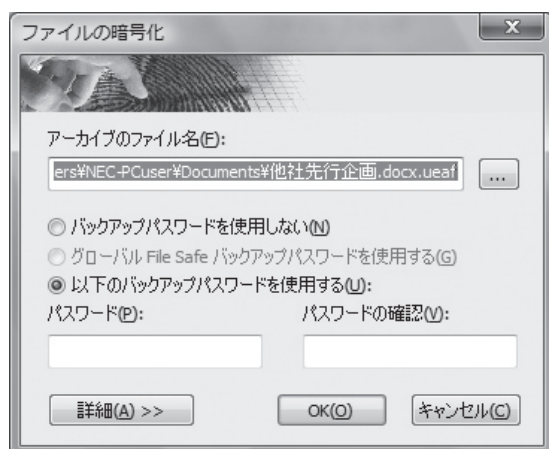 ファイルの暗号化
アーカイブのファイル名(F):
ers¥NEC-PCuser¥Documents¥他社先行企画.docx.ueaf
...
バックアップパスワードを使用しない(N)
グローバル File Safe バックアップパスワードを使用する(G)
以下のバックアップパスワードを使用する(U):
パスワード(P): パスワードの確認(V):
詳細(A) >> OK(O) キャンセル(C)